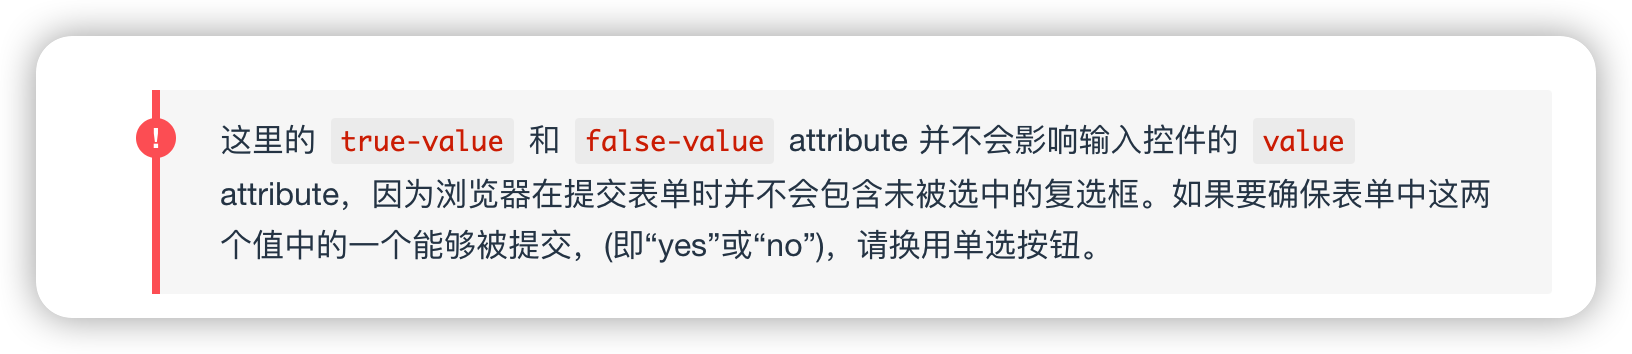 这里的 true-value 和 false-value attribute 并不会影响输入控件的 value
attribute，因为浏览器在提交表单时并不会包含未被选中的复选框。如果要确保表单中这两
个值中的一个能够被提交，(即“yes”或“no”)，请换用单选按钮。